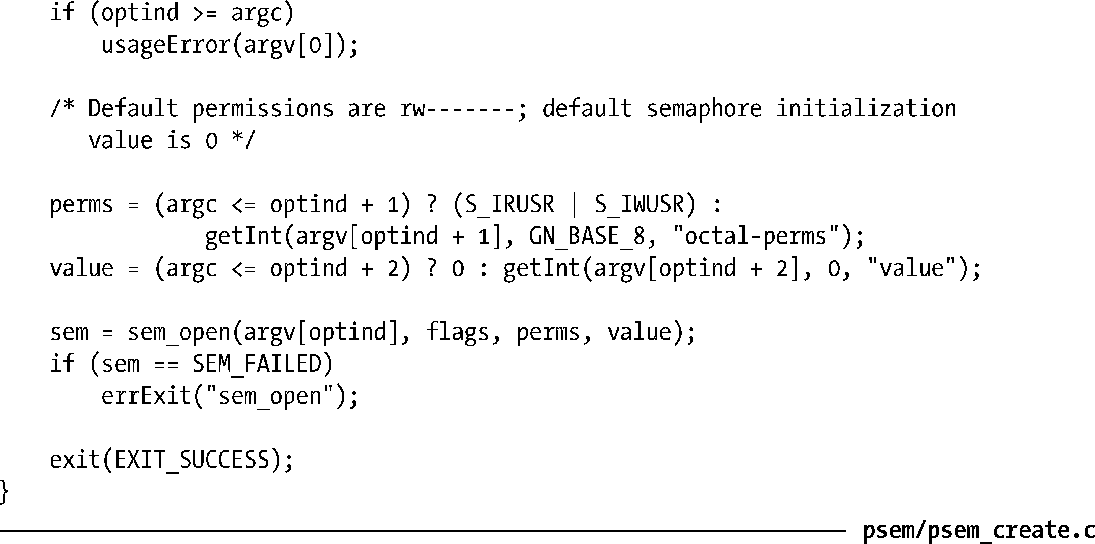 if (optind >= argc)
usageError(argv[0]);
/* Default permissions are rw-------; default semaphore initialization
value is 0 */
perms = (argc <= optind + 1) ? (S_IRUSR | S_IWUSR) :
getInt(argv[optind + 1], GN_BASE_8, "octal-perms");
value = (argc <= optind + 2) ? 0 : getInt(argv[optind + 2], 0, "value");
sem = sem_open(argv[optind], flags, perms, value);
if (sem == SEM_FAILED)
errExit("sem_open");
exit(EXIT_SUCCESS);
}
psem/psem_create.c